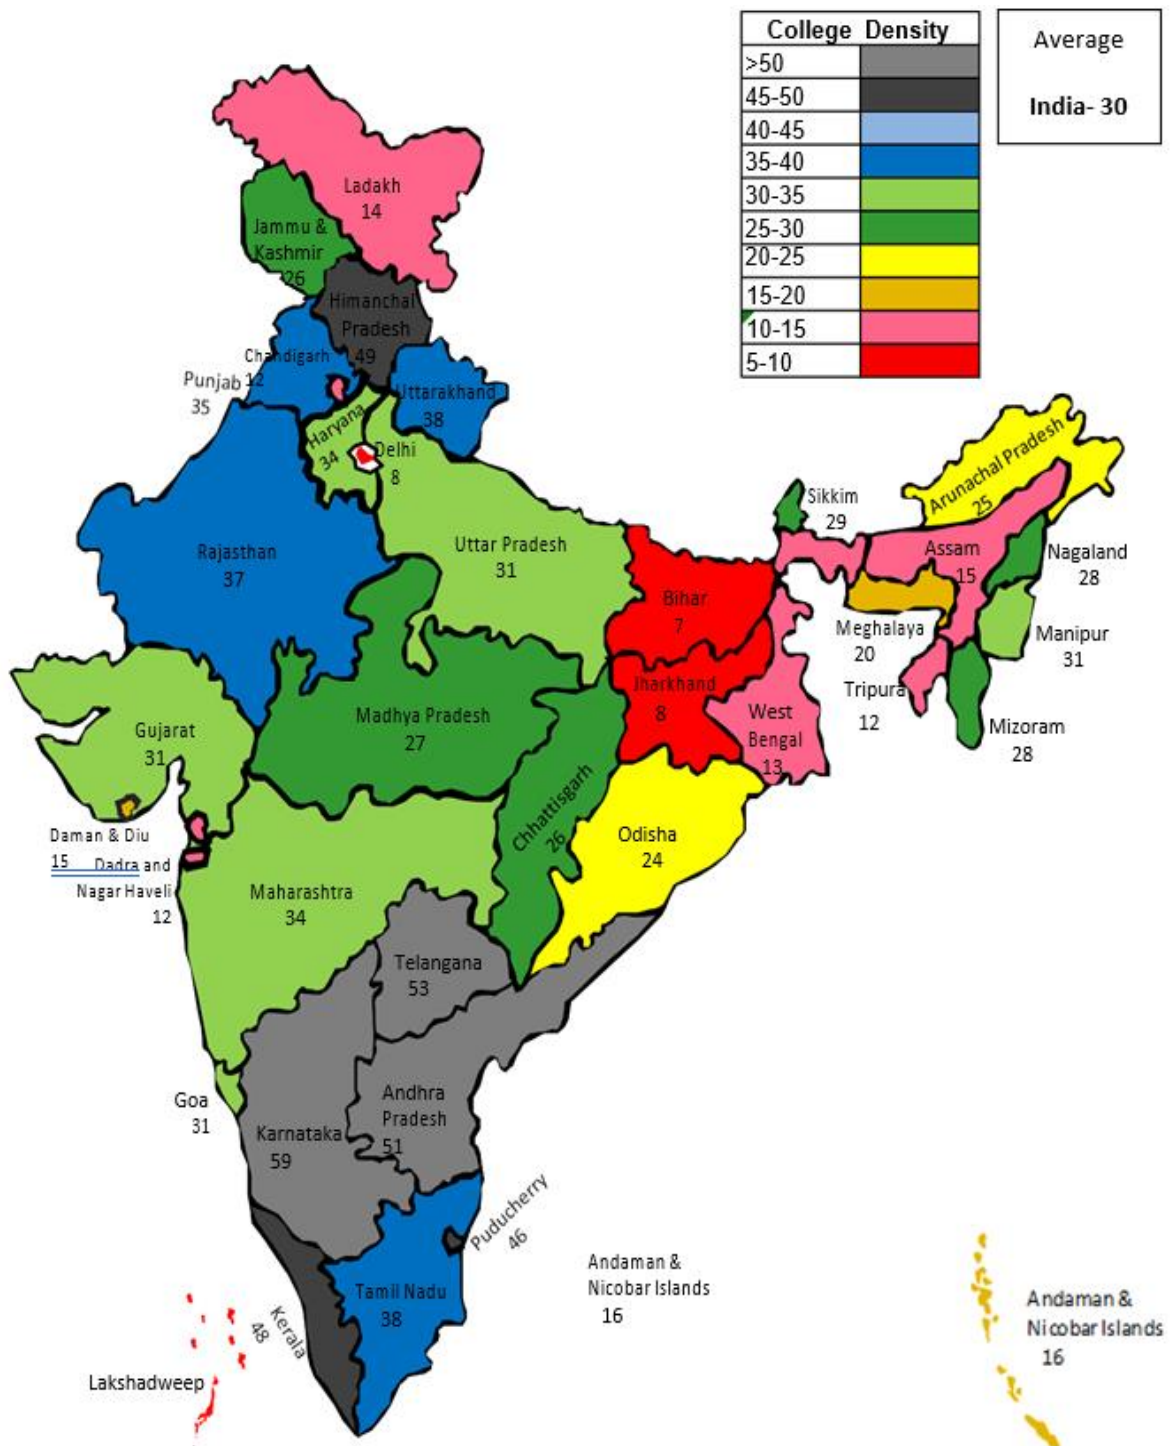 College Density
>50
45-50
40-45
35-40
30-35
25-30
20-25
15-20
10-15
5-10
Average
India- 30
Ladakh
14
Jammu &
Kashmir
26
Himanchal
Pradesh
49
Chandigarh
12
Punjab
35
Uttarakhand
38
Haryana
34
Delhi
8
Rajasthan
37
Uttar Pradesh
31
Bihar
7
Sikkim
29
Arunachal Pradesh
25
Assam
15
Nagaland
28
Meghalaya
20
Manipur
31
Tripura
12
Mizoram
28
Jharkhand
8
West
Bengal
13
Gujarat
31
Madhya Pradesh
27
Chhattisgarh
26
Odisha
24
Daman & Diu
15
Dadra and
Nagar Haveli
12
Maharashtra
34
Telangana
53
Goa
31
Karnataka
59
Andhra
Pradesh
51
Puducherry
46
Tamil Nadu
38
Kerala
48
Lakshadweep
Andaman &
Nicobar Islands
16
Andaman &
Nicobar Islands
16